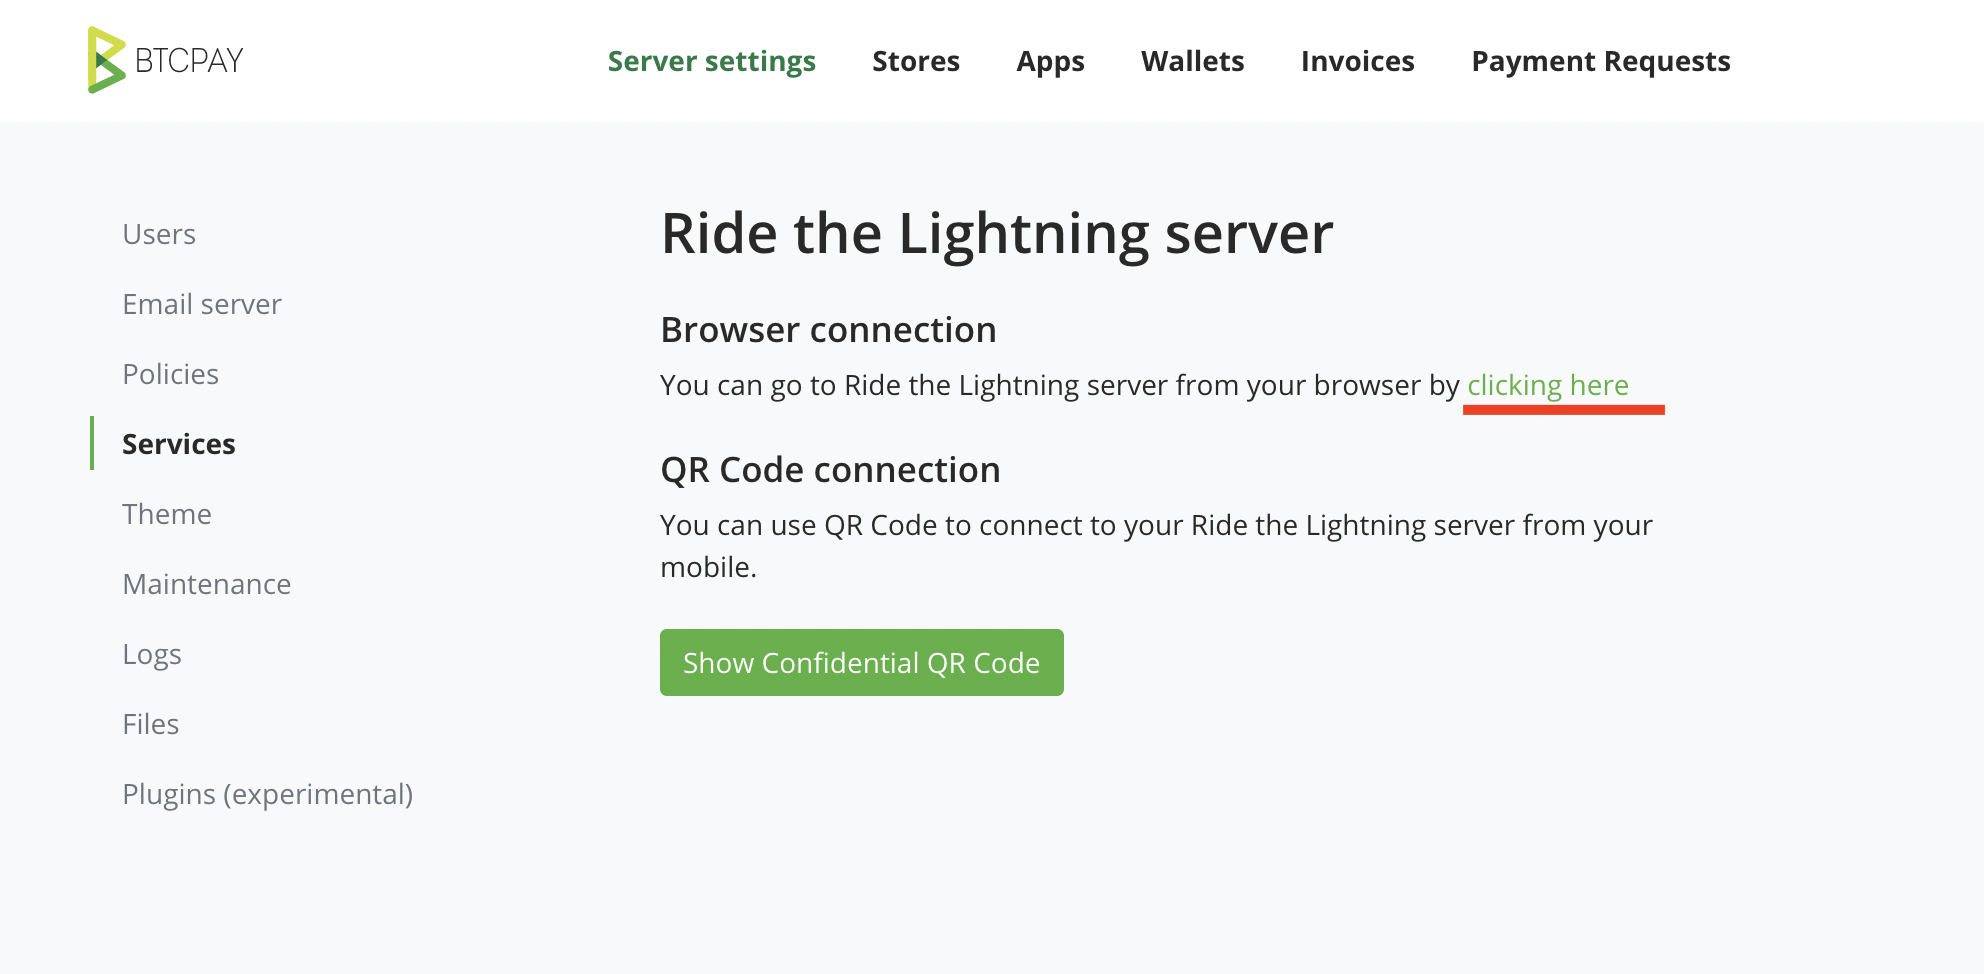 BTCPAY
Server settings
Stores
Apps
Wallets
Invoices
Payment Requests
Users
Email server
Policies
Services
Theme
Maintenance
Logs
Files
Plugins (experimental)
Ride the Lightning server
Browser connection
You can go to Ride the Lightning server from your browser by clicking here
QR Code connection
You can use QR Code to connect to your Ride the Lightning server from your
mobile.
Show Confidential QR Code